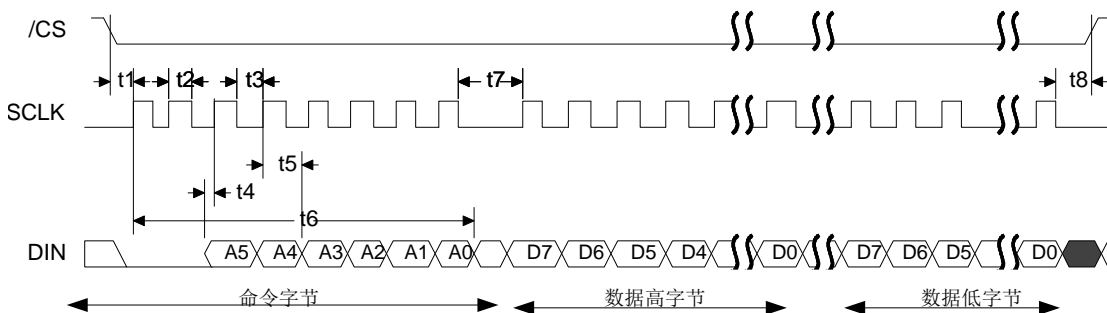 /CS
t1 t2 t3 t7 t8
SCLK
t5
t4
t6
DIN A5 A4 A3 A2 A1 A0 D7 D6 D5 D4 D0 D7 D6 D5 D0
命令字节 数据高字节 数据低字节